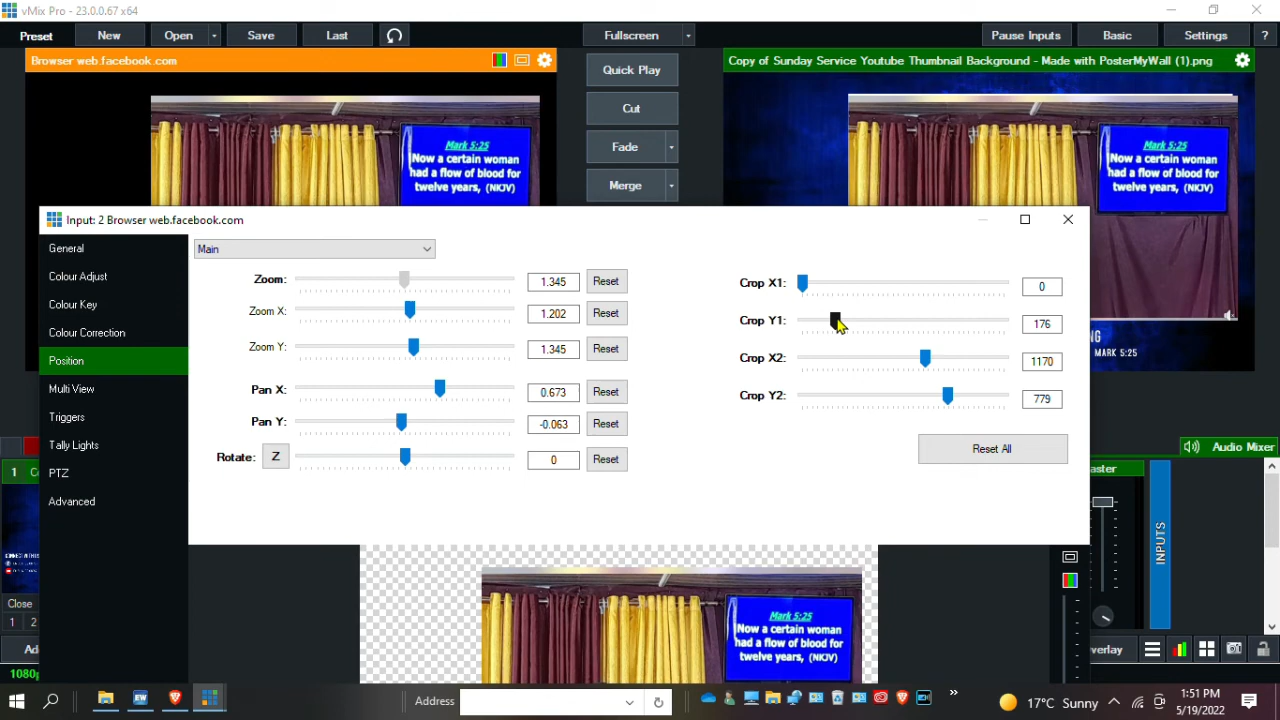 vMix Pro - 23.0.0.67 x64
Preset
New
Open
Save
Last
Fullscreen
Pause Inputs
Basic
Settings
?
Browser web.facebook.com
Quick Play
Copy of Sunday Service Youtube Thumbnail Background - Made with PosterMyWall (1).png
Cut
Fade
Merge
Mark 5:25
Now a certain woman
had a flow of blood for
twelve years, (NKJV)
Mark 5:25
Now a certain woman
had a flow of blood for
twelve years, (NKJV)
Input: 2 Browser web.facebook.com
General
Colour Adjust
Colour Key
Colour Correction
Position
Multi View
Triggers
Tally Lights
PTZ
Advanced
Main
Zoom: 1.345 Reset
Zoom X: 1.202 Reset
Zoom Y: 1.345 Reset
Pan X: 0.673 Reset
Pan Y: -0.063 Reset
Rotate: Z 0 Reset
Crop X1: 0
Crop Y1: 176
Crop X2: 1170
Crop Y2: 779
Reset All
NG
MARK 5:25
Audio Mixer
aster
INPUTS
1 C
Close
1 2
Ad
1080p
verlay
Mark 5:25
Now a certain woman
had a flow of blood for
twelve years, (NKJV)
Address
17°C Sunny
1:51 PM
5/19/2022